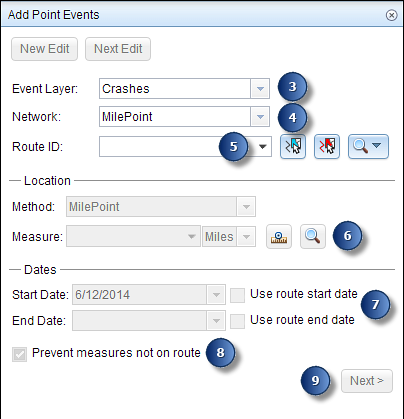 Add Point Events
New Edit Next Edit
Event Layer: Crashes 3
Network: MilePoint 4
Route ID: 5
Location
Method: MilePoint
Measure: Miles 6
Dates
Start Date: 6/12/2014 Use route start date
7
End Date: Use route end date
Prevent measures not on route 8
9 Next >